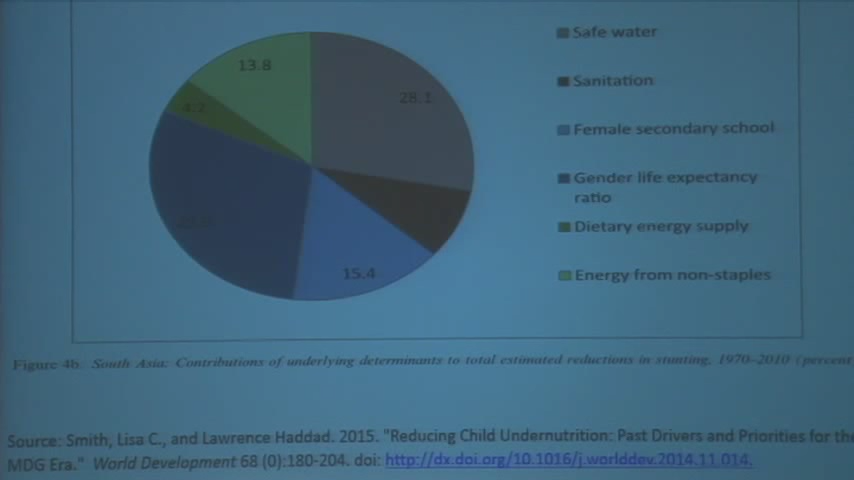 13.8
28.1
4.2
15.4
Safe water
Sanitation
Female secondary school
Gender life expectancy
ratio
Dietary energy supply
Energy from non-staples
Figure 4b. South Asia: Contributions of underlying determinants to total estimated reductions in stunting, 1970–2010 (percent
Source: Smith, Lisa C., and Lawrence Haddad. 2015. "Reducing Child Undernutrition: Past Drivers and Priorities for the
MDG Era." World Development 68 (0):180-204. doi: http://dx.doi.org/10.1016/j.worlddev.2014.11.014.